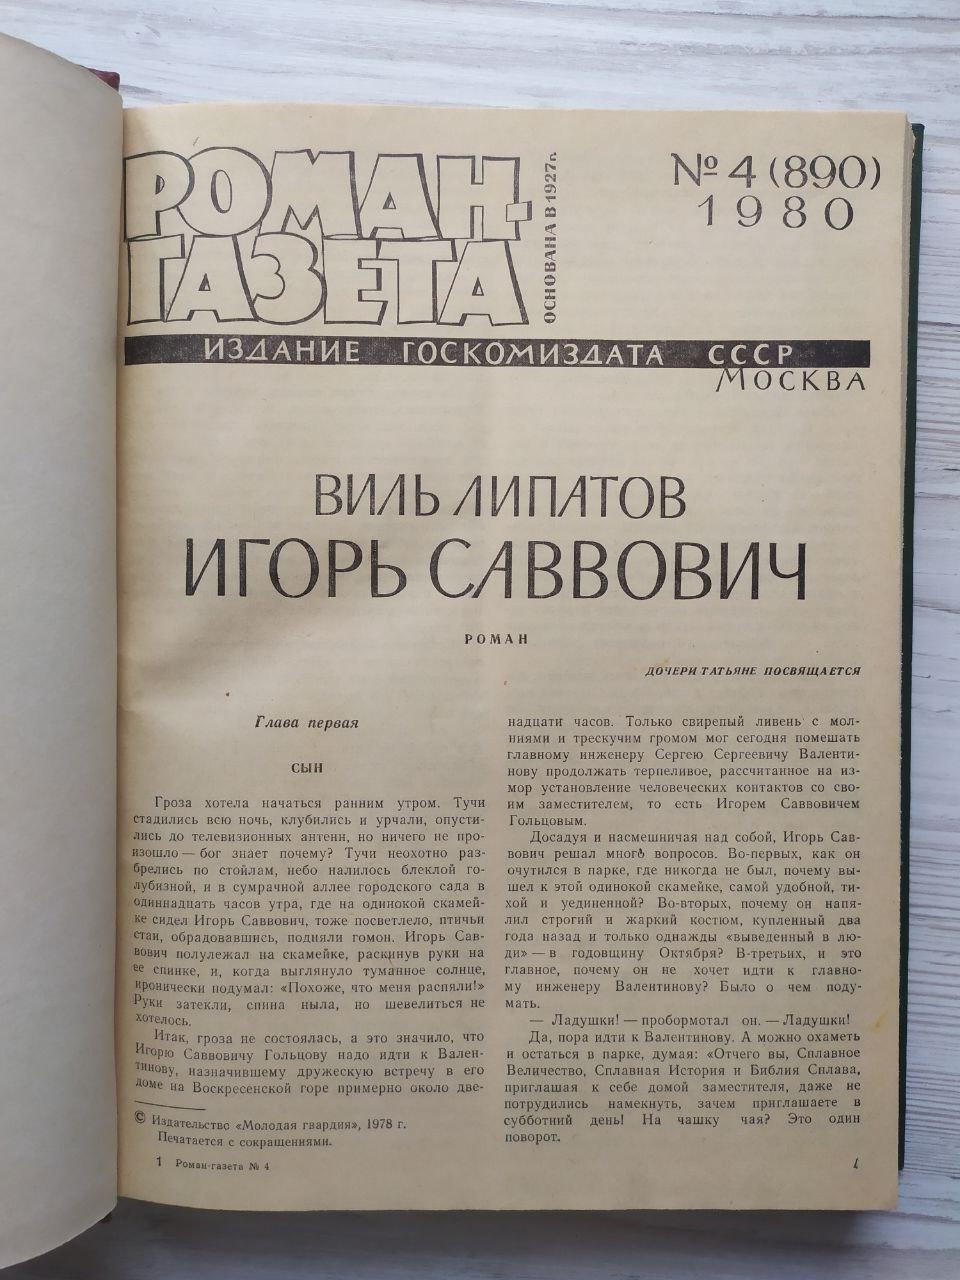 РОМАН-
ГАЗЕТА
ОСНОВАНА В 1927г.
№ 4 (890)
1980
ИЗДАНИЕ ГОСКОМИЗДАТА СССР
МОСКВА
ВИЛЬ ЛИПАТОВ
ИГОРЬ САВВОВИЧ
РОМАН
ДОЧЕРИ ТАТЬЯНЕ ПОСВЯЩАЕТСЯ
Глава первая
СЫН
Гроза хотела начаться ранним утром. Тучи
стадились всю ночь, клубились и урчали, опусти-
лись до телевизионных антенн, но ничего не про-
изошло — бог знает почему? Тучи неохотно раз-
брелись по стойлам, небо налилось блеклой го-
лубизной, и в сумрачной аллее городского сада в
одиннадцать часов утра, где на одинокой скамей-
ке сидел Игорь Саввович, тоже посветлело, птичьи
стаи, обрадовавшись, подняли гомон. Игорь Сав-
вович полулежал на скамейке, раскинув руки на
ее спинке, и, когда выглянуло туманное солнце,
иронически подумал: «Похоже, что меня распяли!»
Руки затекли, спина ныла, но шевелиться не
хотелось.
Итак, гроза не состоялась, а это значило, что
Игорю Саввовичу Гольцову надо идти к Вален-
тинову, назначившему дружескую встречу в его
доме на Воскресенской горе примерно около две-
© Издательство «Молодая гвардия», 1978 г.
Печатается с сокращениями.
1 Роман-газета № 4
надцати часов. Только свирепый ливень с мол-
ниями и трескучим громом мог сегодня помешать
главному инженеру Сергею Сергеевичу Валенти-
нову продолжать терпеливое, рассчитанное на из-
мор установление человеческих контактов со сво-
им заместителем, то есть Игорем Саввовичем
Гольцовым.
Досадуя и насмешничая над собой, Игорь Сав-
вович решал много вопросов. Во-первых, как он
очутился в парке, где никогда не был, почему вы-
шел к этой одинокой скамейке, самой удобной, ти-
хой и уединенной? Во-вторых, почему он напя-
лил строгий и жаркий костюм, купленный два
года назад и только однажды «выведенный в лю-
ди» — в годовщину Октября? В-третьих, и это
главное, почему он не хочет идти к главно-
му инженеру Валентинову? Было о чем поду-
мать.
— Ладушки! — пробормотал он. — Ладушки!
Да, пора идти к Валентинову. А можно охаметь
и остаться в парке, думая: «Отчего вы, Сплавное
Величество, Сплавная История и Библия Сплава,
приглашая к себе домой заместителя, даже не
потрудились намекнуть, зачем приглашаете в
субботний день! На чашку чая? Это один
поворот.